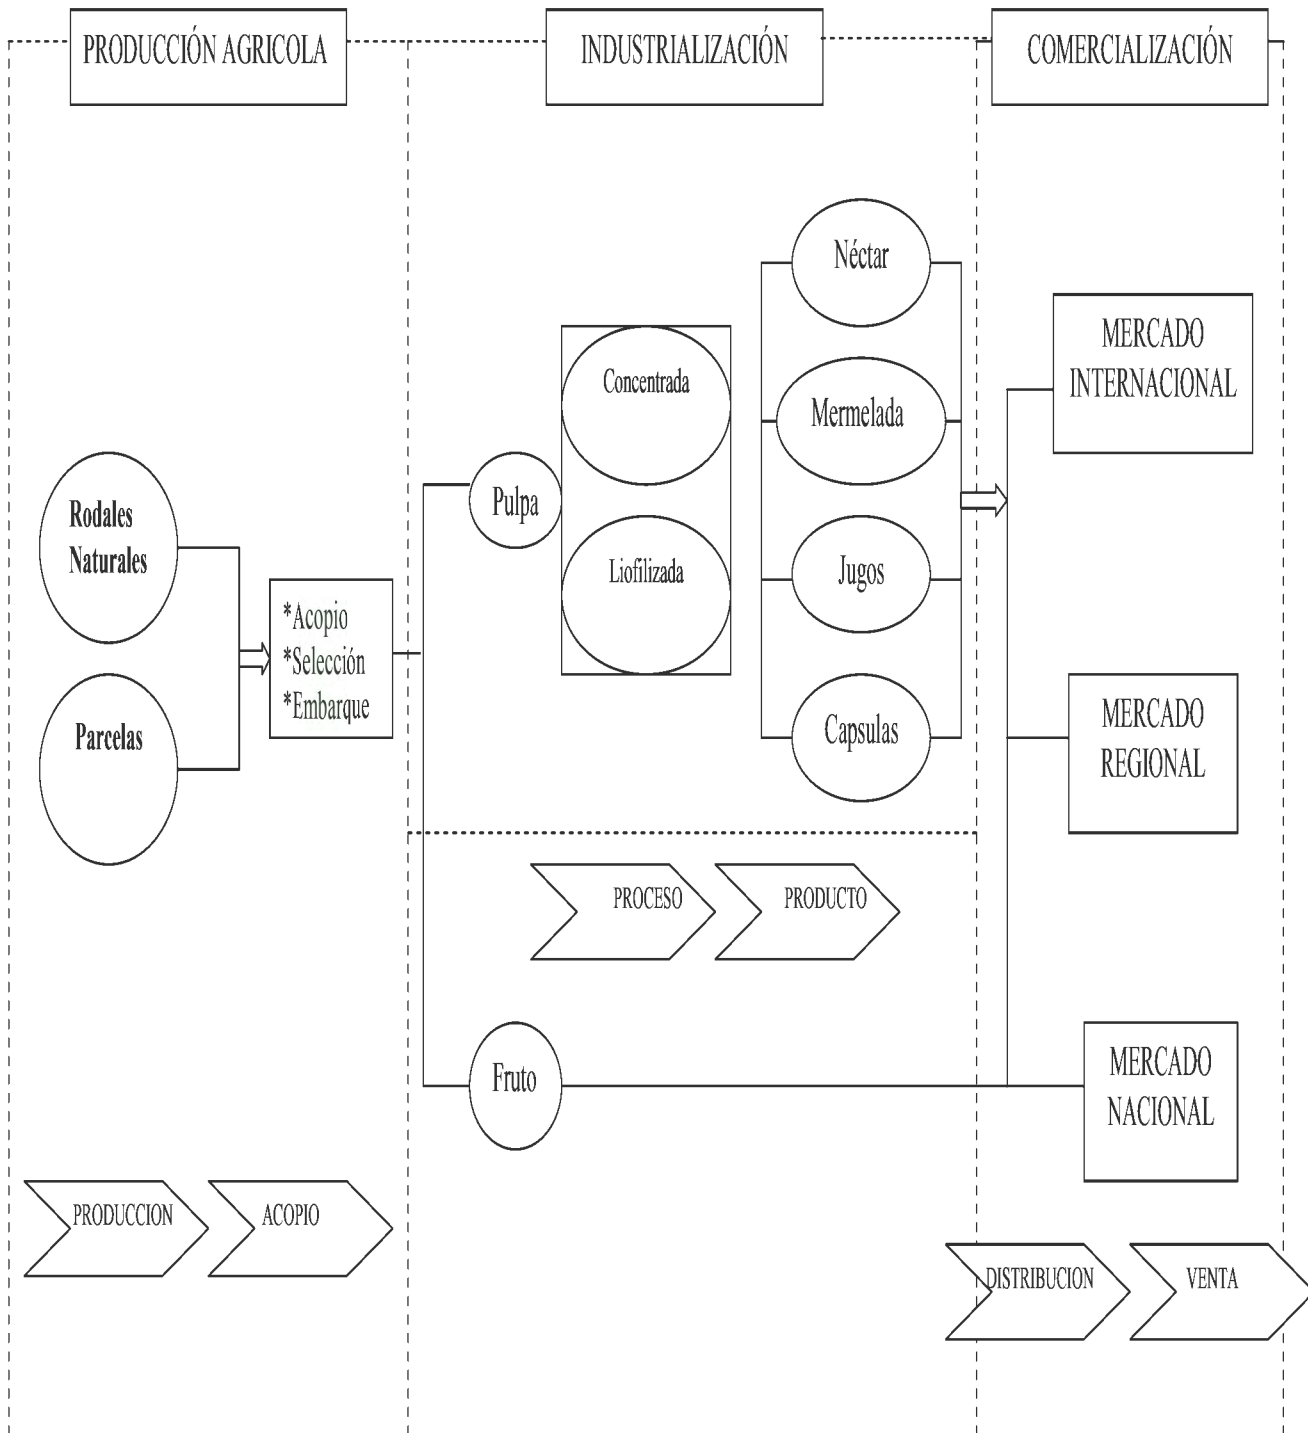 PRODUCCIÓN AGRICOLA
INDUSTRIALIZACIÓN
COMERCIALIZACIÓN
Rodales
Naturales
Parcelas
*Acopio
*Selección
*Embarque
Pulpa
Concentrada
Liofilizada
Néctar
Mermelada
Jugos
Capsulas
MERCADO
INTERNACIONAL
MERCADO
REGIONAL
PROCESO
PRODUCTO
Fruto
MERCADO
NACIONAL
PRODUCCION
ACOPIO
DISTRIBUCION
VENTA